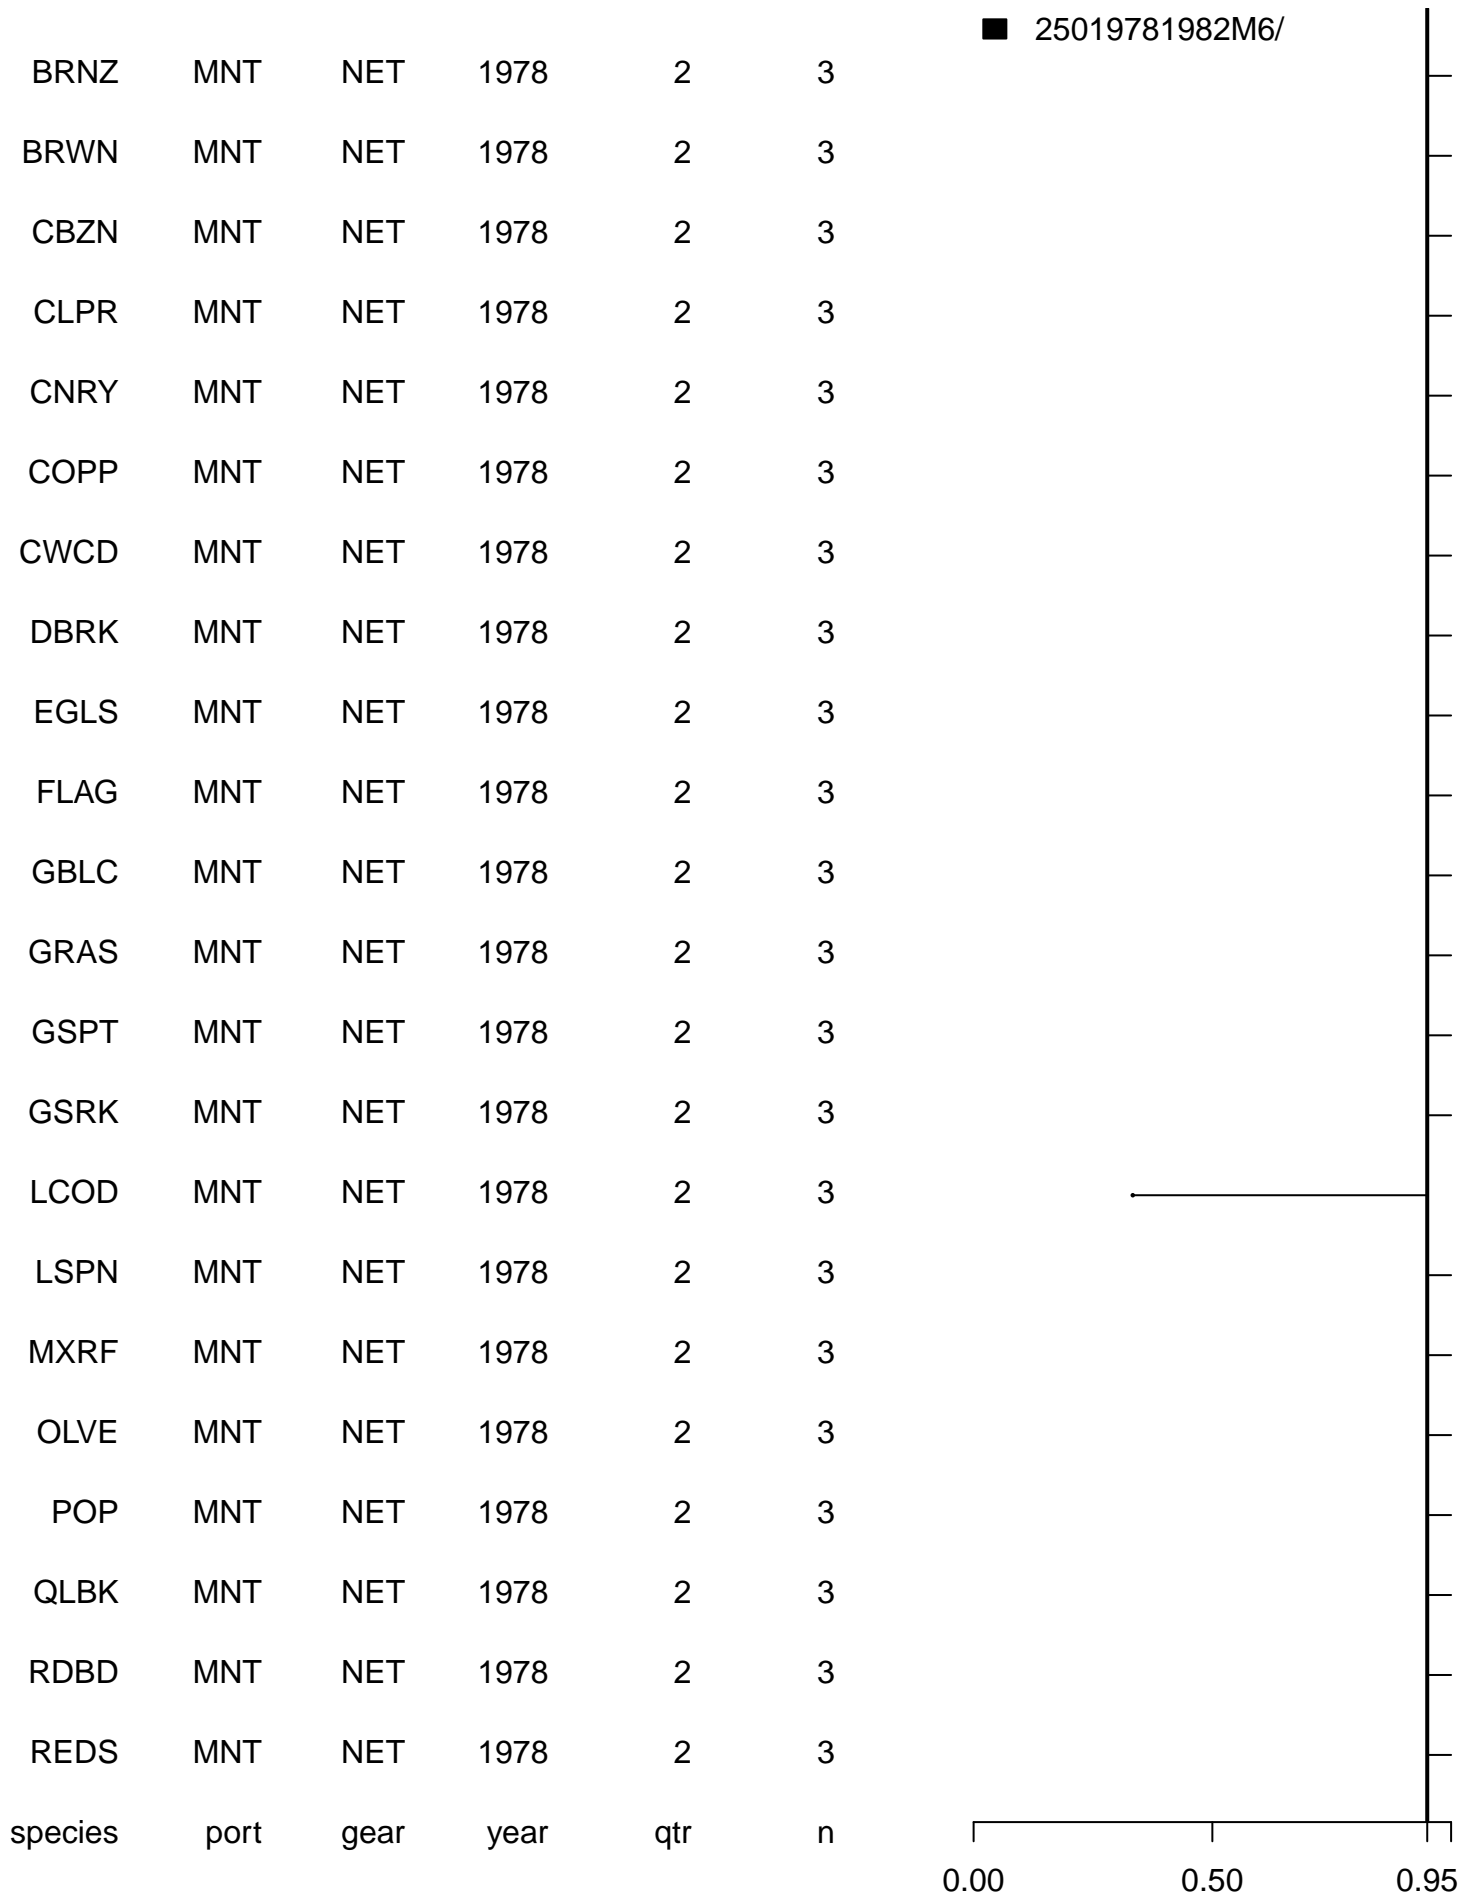 25019781982M6/
BRNZ MNT NET 1978 2 3
BRWN MNT NET 1978 2 3
CBZN MNT NET 1978 2 3
CLPR MNT NET 1978 2 3
CNRY MNT NET 1978 2 3
COPP MNT NET 1978 2 3
CWCD MNT NET 1978 2 3
DBRK MNT NET 1978 2 3
EGLS MNT NET 1978 2 3
FLAG MNT NET 1978 2 3
GBLC MNT NET 1978 2 3
GRAS MNT NET 1978 2 3
GSPT MNT NET 1978 2 3
GSRK MNT NET 1978 2 3
LCOD MNT NET 1978 2 3
LSPN MNT NET 1978 2 3
MXRF MNT NET 1978 2 3
OLVE MNT NET 1978 2 3
POP MNT NET 1978 2 3
QLBK MNT NET 1978 2 3
RDBD MNT NET 1978 2 3
REDS MNT NET 1978 2 3
species port gear year qtr n
0.00 0.50 0.95